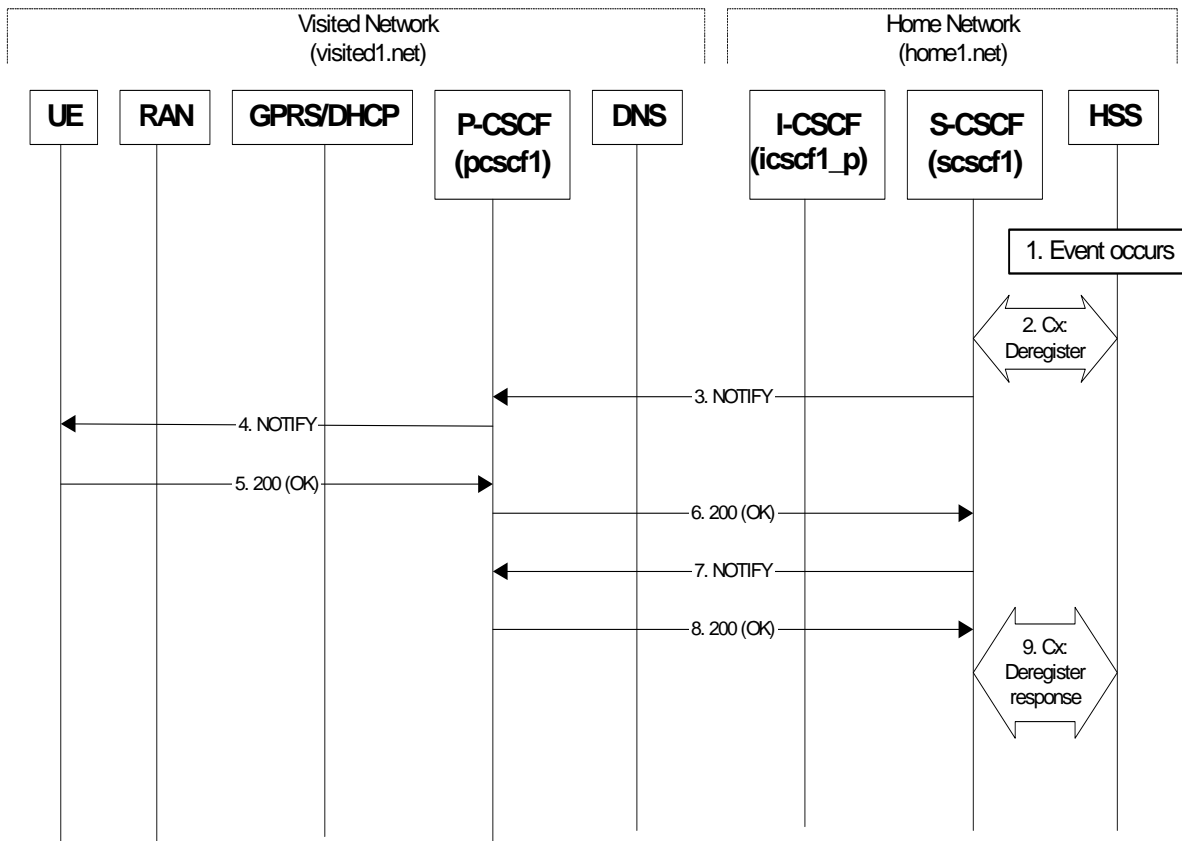 Visited Network
(visited1.net)
Home Network
(home1.net)
UE
RAN
GPRS/DHCP
P-CSCF
(pcscf1)
DNS
I-CSCF
(icscf1_p)
S-CSCF
(scscf1)
HSS
1. Event occurs
2. Cx:
Deregister
3. NOTIFY
4. NOTIFY
5. 200 (OK)
6. 200 (OK)
7. NOTIFY
8. 200 (OK)
9. Cx:
Deregister
response